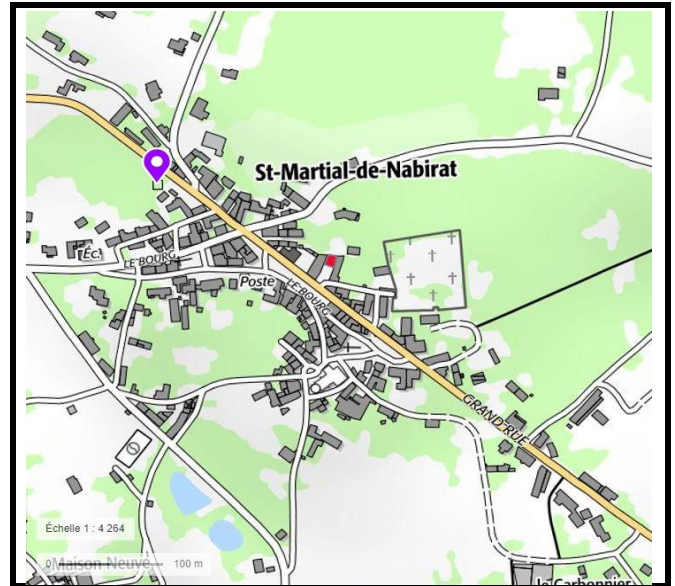 St-Martial-de-Nabirat
Éc.
LE BOURG
Poste
LE BOURG
GRAND'RUE
Échelle 1 : 4 264
0 Maison Neuve 100 m
le Carbonnier